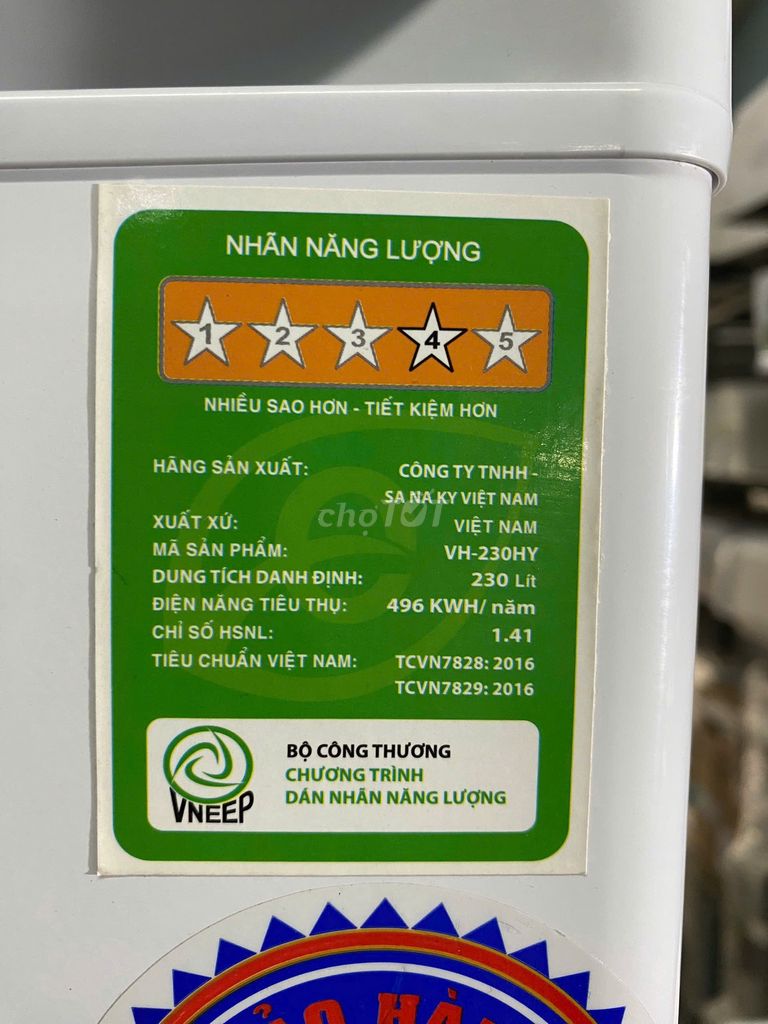 NHÃN NĂNG LƯỢNG
1 2 3 4 5
NHIỀU SAO HƠN - TIẾT KIỆM HƠN
HÃNG SẢN XUẤT: CÔNG TY TNHH -
SA NA KY VIỆT NAM
chợTỐT
XUẤT XỨ: VIỆT NAM
MÃ SẢN PHẨM: VH-230HY
DUNG TÍCH DANH ĐỊNH: 230 Lít
ĐIỆN NĂNG TIÊU THỤ: 496 KWH/ năm
CHỈ SỐ HSNL: 1.41
TIÊU CHUẨN VIỆT NAM: TCVN7828: 2016
TCVN7829: 2016
VNEEP
BỘ CÔNG THƯƠNG
CHƯƠNG TRÌNH
DÁN NHÃN NĂNG LƯỢNG